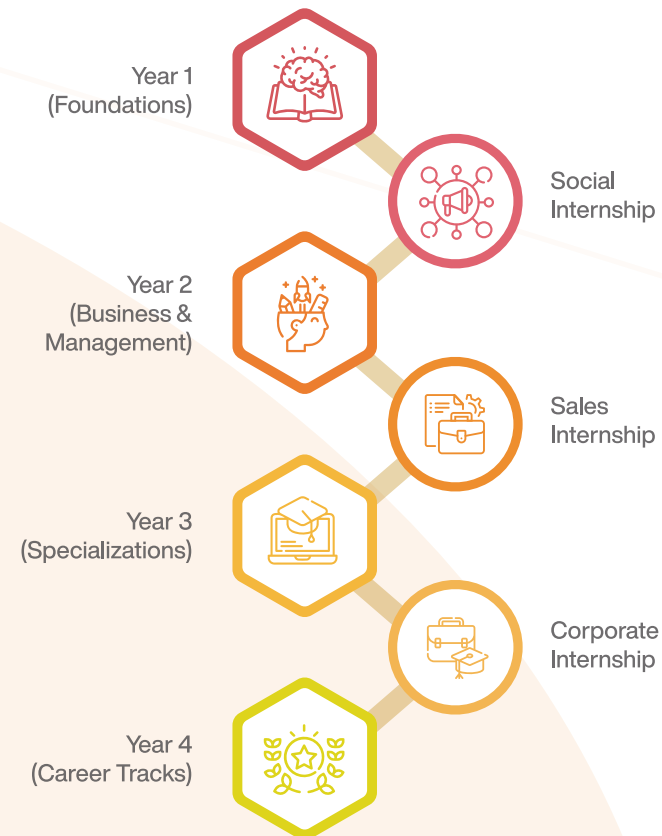 Year 1
(Foundations)
Social
Internship
Year 2
(Business &
Management)
Sales
Internship
Year 3
(Specializations)
Corporate
Internship
Year 4
(Career Tracks)